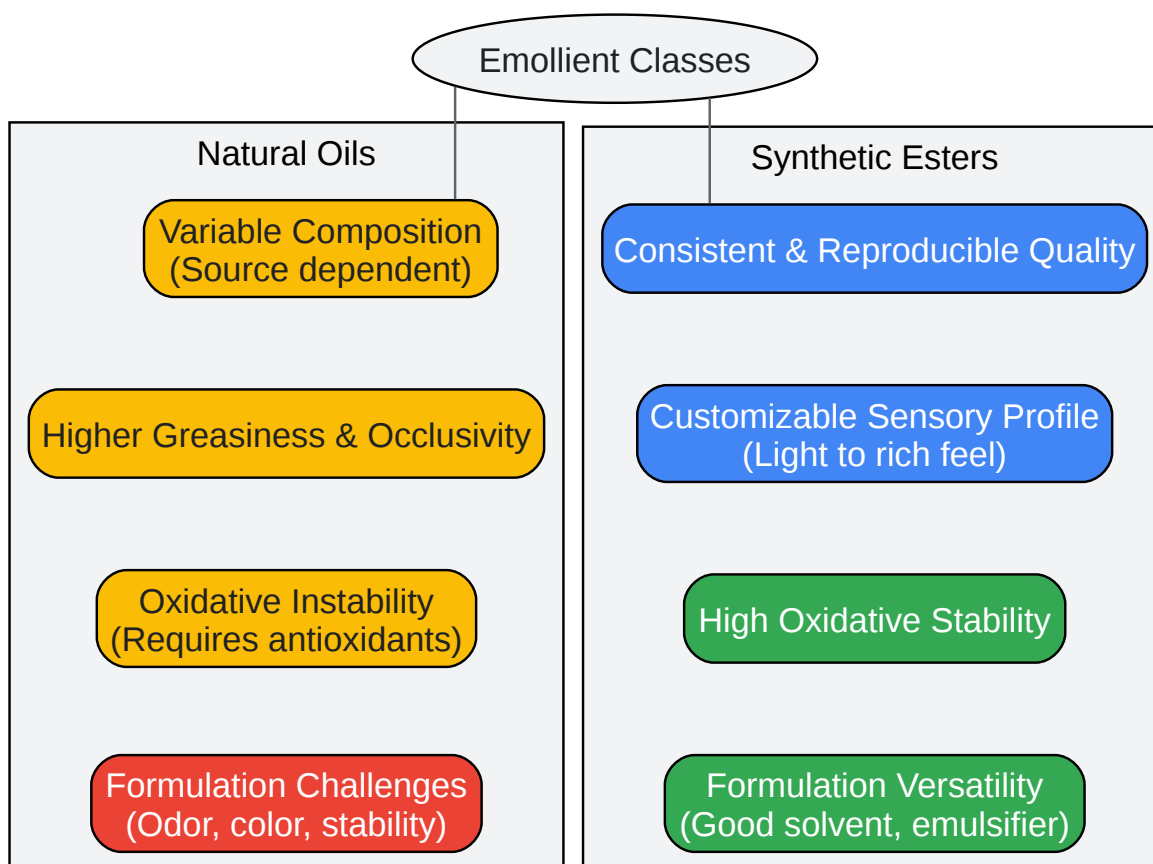 Emollient Classes
Natural Oils
Variable Composition
(Source dependent)
Higher Greasiness & Occlusivity
Oxidative Instability
(Requires antioxidants)
Formulation Challenges
(Odor, color, stability)
Synthetic Esters
Consistent & Reproducible Quality
Customizable Sensory Profile
(Light to rich feel)
High Oxidative Stability
Formulation Versatility
(Good solvent, emulsifier)